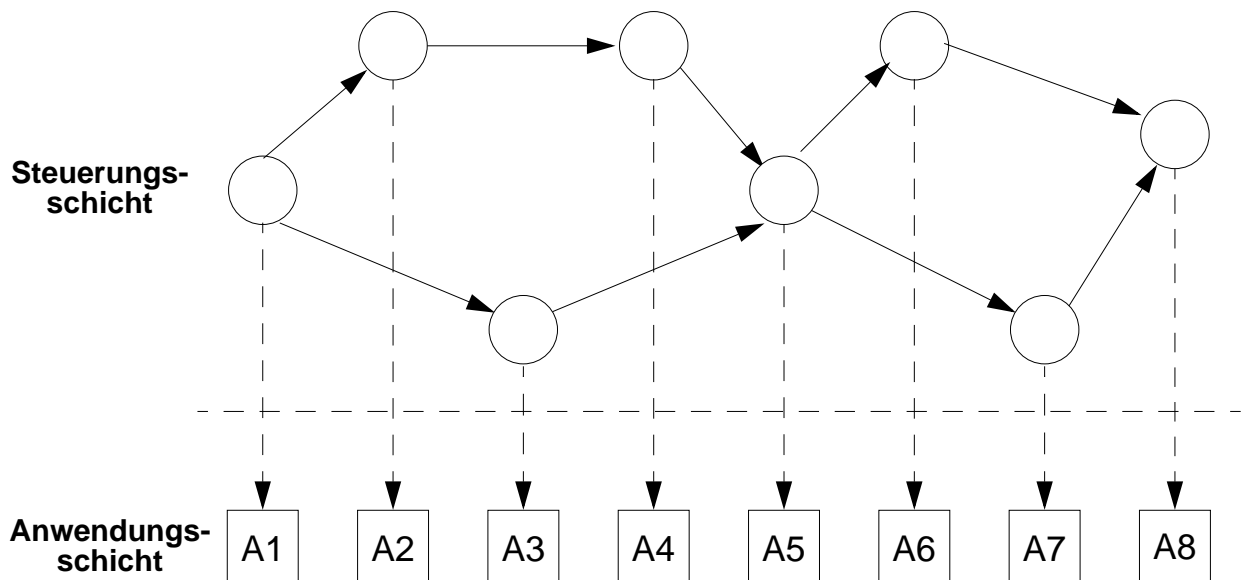 Steuerungs-
schicht
Anwendungs-
schicht
A1 A2 A3 A4 A5 A6 A7 A8